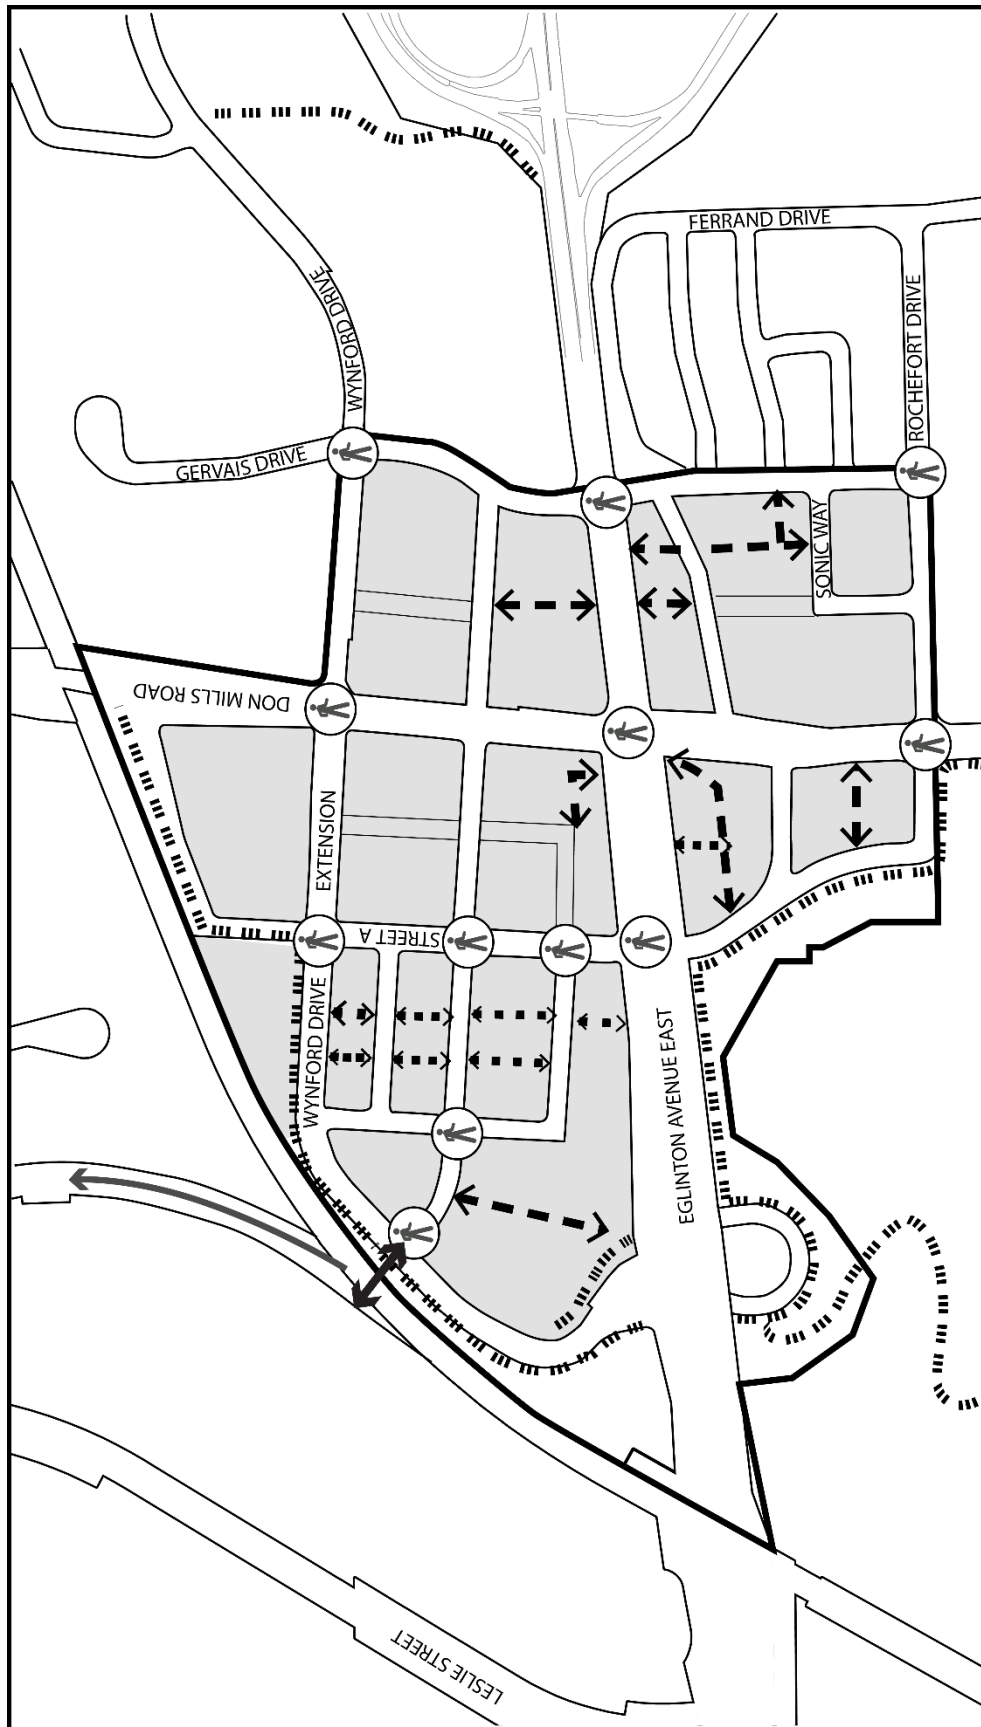 FERRAND DRIVE
ROCHEFORT DRIVE
WYNFORD DRIVE
GERVAIS DRIVE
SONIC WAY
DON MILLS ROAD
EXTENSION
STREET A
WYNFORD DRIVE
EGLINTON AVENUE EAST
LESLIE STREET